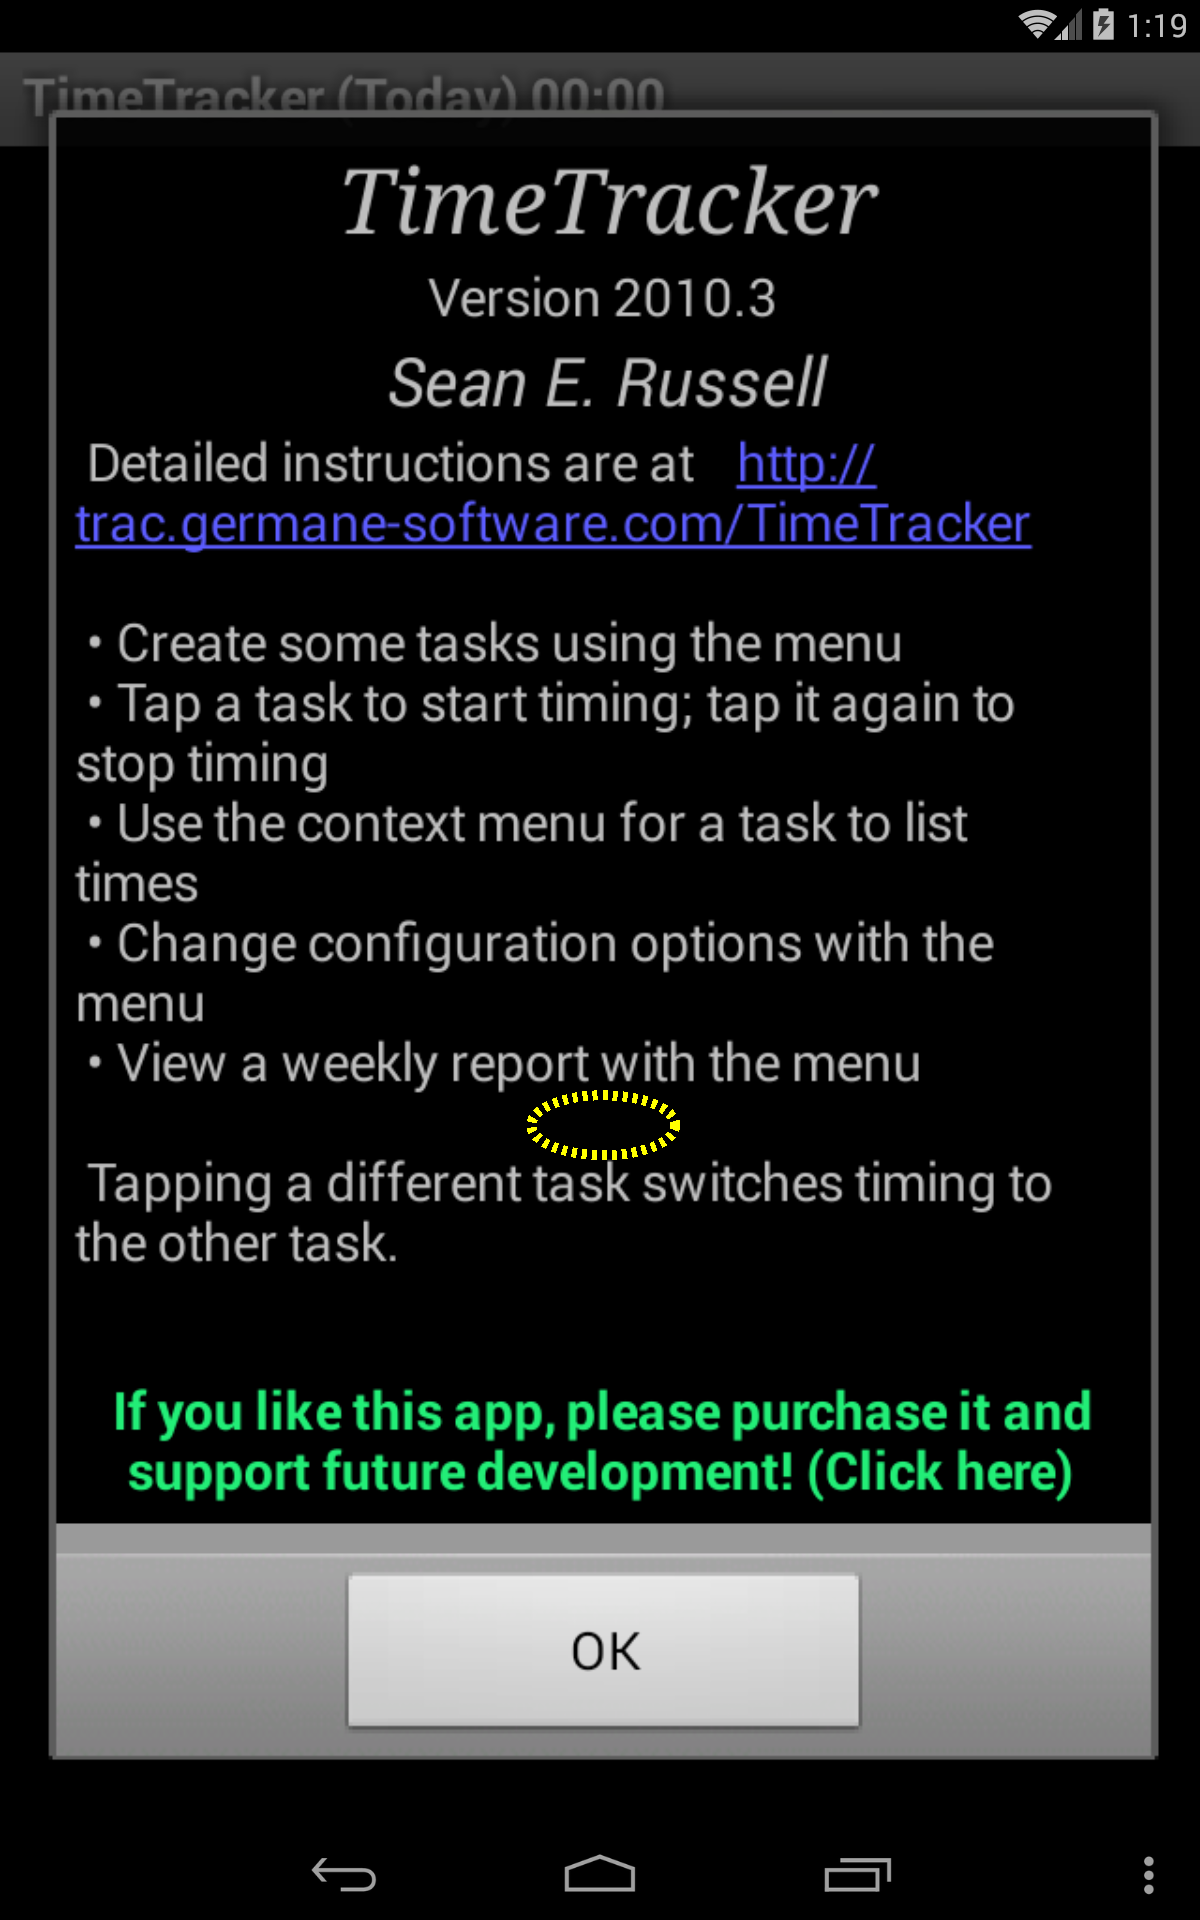 1:19
TimeTracker (Today) 00:00
TimeTracker
Version 2010.3
Sean E. Russell
Detailed instructions are at http://
trac.germane-software.com/TimeTracker
• Create some tasks using the menu
• Tap a task to start timing; tap it again to
stop timing
• Use the context menu for a task to list
times
• Change configuration options with the
menu
• View a weekly report with the menu
Tapping a different task switches timing to
the other task.
If you like this app, please purchase it and
support future development! (Click here)
OK